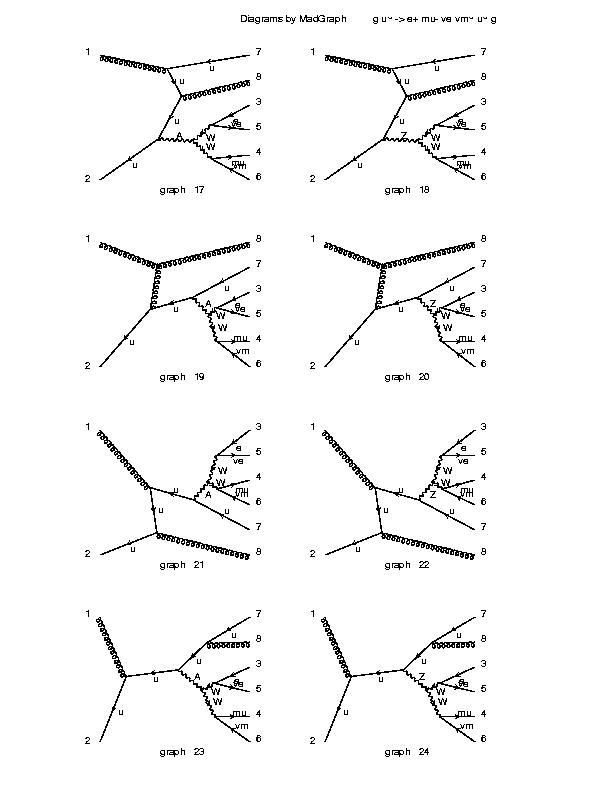 Diagrams by MadGraph g u~ -> e+ mu- ve vm~ u~ g
1 7 1 7
u u
8 8
u u
3 3
u e u e
ve ve
A W 5 Z W 5
W W
4 4
mu mu
u vm u vm
2 6 2 6
graph 17 graph 18
1 8 1 8
7 7
u u
3 3
A e Z e
ve ve
u W 5 u W 5
W W
u mu 4 u mu 4
vm vm
2 6 2 6
graph 19 graph 20
1 3 1 3
e e
5 5
ve ve
W W
4 4
u W mu u W mu
A vm Z vm
6 6
u u u u
7 7
2 u 2 u
8 8
graph 21 graph 22
1 7 1 7
u u
8 8
u u
3 3
u A e u Z e
ve ve
W 5 W 5
W W
u mu 4 u mu 4
vm vm
2 6 2 6
graph 23 graph 24